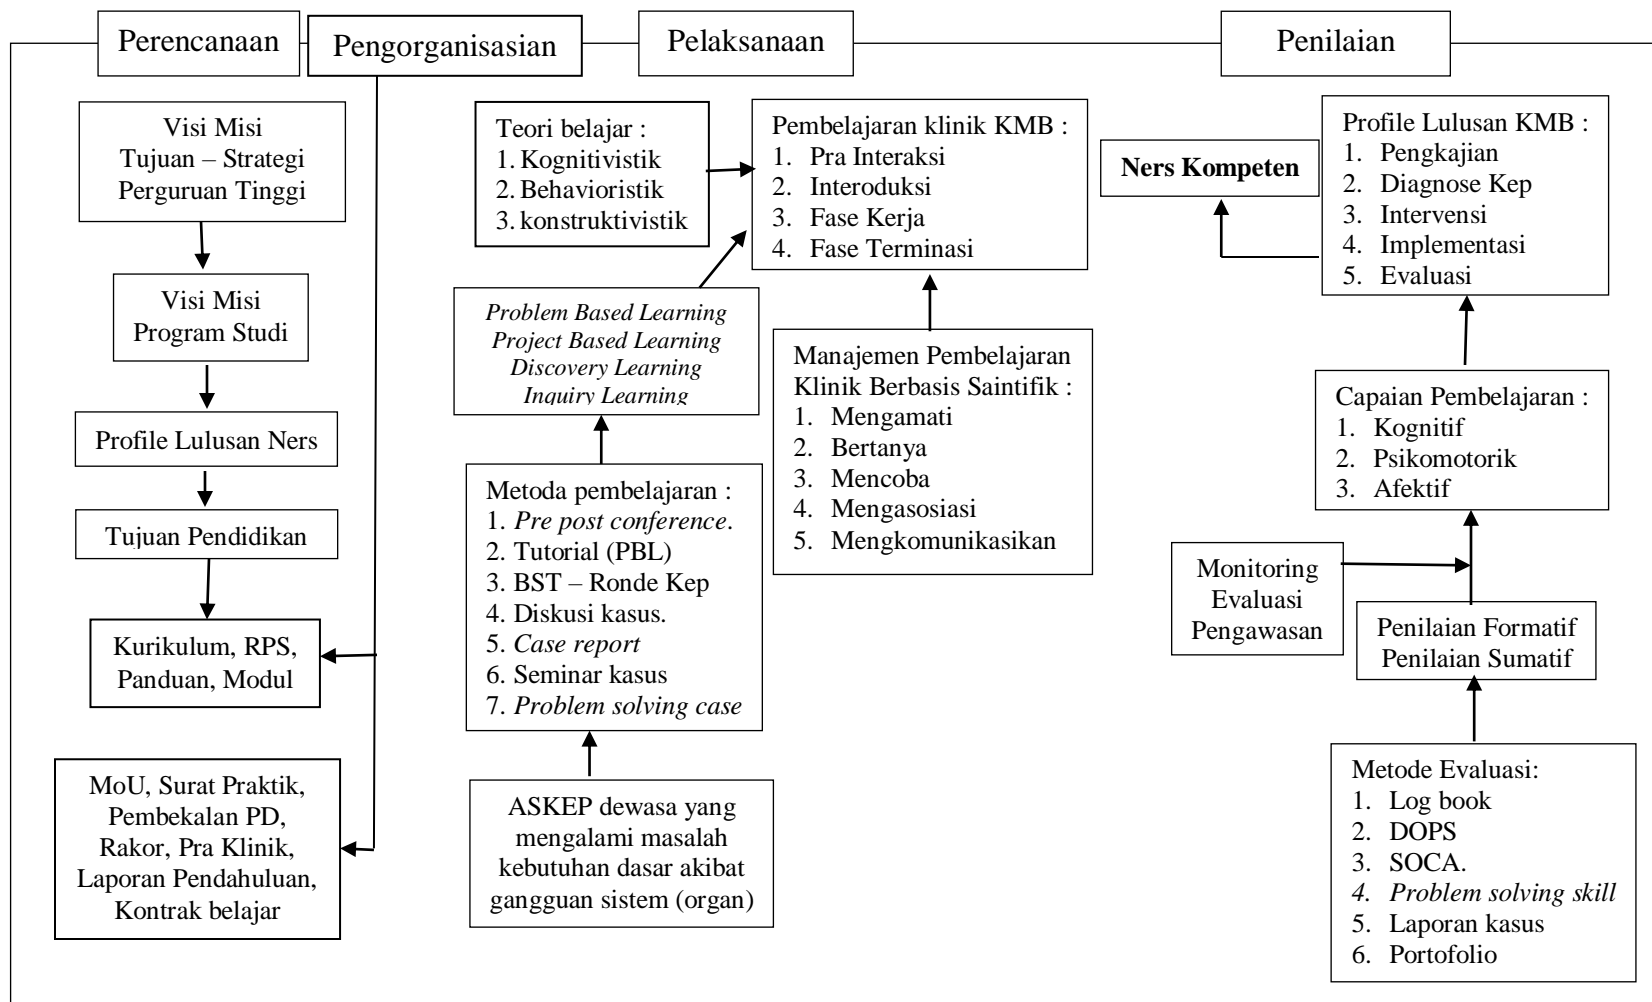 Perencanaan
Pengorganisasian
Pelaksanaan
Penilaian
Visi Misi
Tujuan – Strategi
Perguruan Tinggi
Visi Misi
Program Studi
Profile Lulusan Ners
Tujuan Pendidikan
Kurikulum, RPS,
Panduan, Modul
MoU, Surat Praktik,
Pembekalan PD,
Rakor, Pra Klinik,
Laporan Pendahuluan,
Kontrak belajar
Teori belajar :
1. Kognitivistik
2. Behavioristik
3. konstruktivistik
Problem Based Learning
Project Based Learning
Discovery Learning
Inquiry Learning
Metoda pembelajaran :
1. Pre post conference.
2. Tutorial (PBL)
3. BST – Ronde Kep
4. Diskusi kasus.
5. Case report
6. Seminar kasus
7. Problem solving case
ASKEP dewasa yang
mengalami masalah
kebutuhan dasar akibat
gangguan sistem (organ)
Pembelajaran klinik KMB :
1. Pra Interaksi
2. Interoduksi
3. Fase Kerja
4. Fase Terminasi
Manajemen Pembelajaran
Klinik Berbasis Saintifik :
1. Mengamati
2. Bertanya
3. Mencoba
4. Mengasosiasi
5. Mengkomunikasikan
Ners Kompeten
Profile Lulusan KMB :
1. Pengkajian
2. Diagnose Kep
3. Intervensi
4. Implementasi
5. Evaluasi
Capaian Pembelajaran :
1. Kognitif
2. Psikomotorik
3. Afektif
Monitoring
Evaluasi
Pengawasan
Penilaian Formatif
Penilaian Sumatif
Metode Evaluasi:
1. Log book
2. DOPS
3. SOCA.
4. Problem solving skill
5. Laporan kasus
6. Portofolio